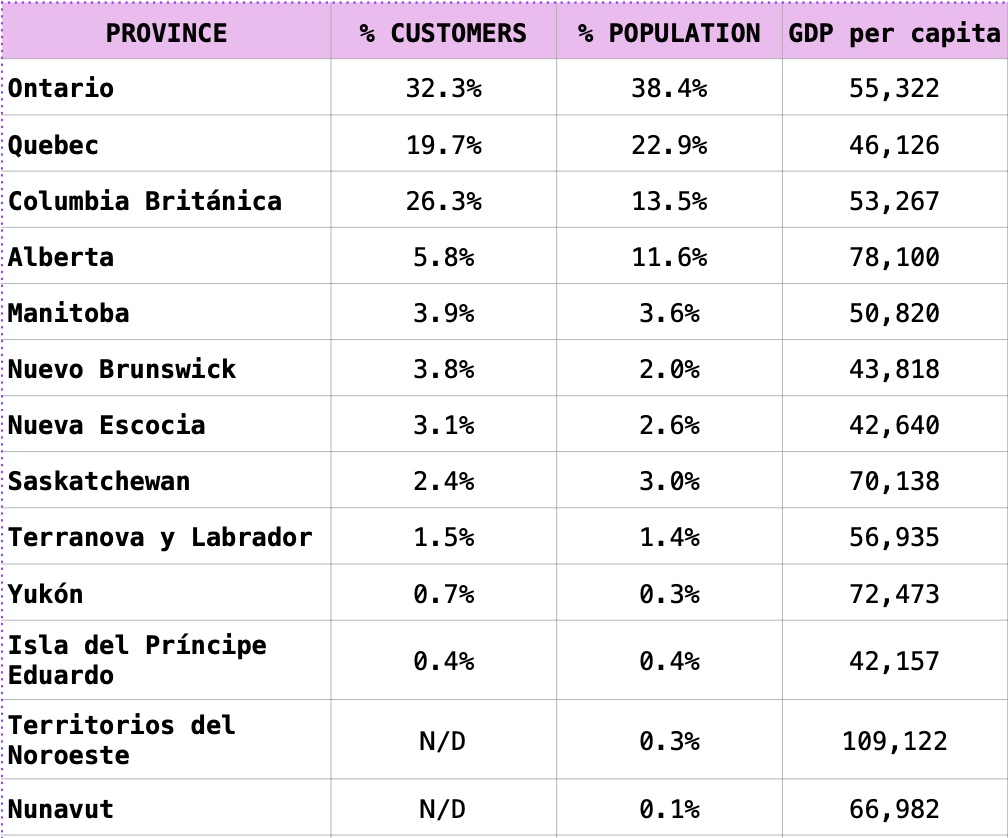 PROVINCE % CUSTOMERS % POPULATION GDP per capita
Ontario 32.3% 38.4% 55,322
Quebec 19.7% 22.9% 46,126
Columbia Británica 26.3% 13.5% 53,267
Alberta 5.8% 11.6% 78,100
Manitoba 3.9% 3.6% 50,820
Nuevo Brunswick 3.8% 2.0% 43,818
Nueva Escocia 3.1% 2.6% 42,640
Saskatchewan 2.4% 3.0% 70,138
Terranova y Labrador 1.5% 1.4% 56,935
Yukón 0.7% 0.3% 72,473
Isla del Príncipe
Eduardo 0.4% 0.4% 42,157
Territorios del
Noroeste N/D 0.3% 109,122
Nunavut N/D 0.1% 66,982